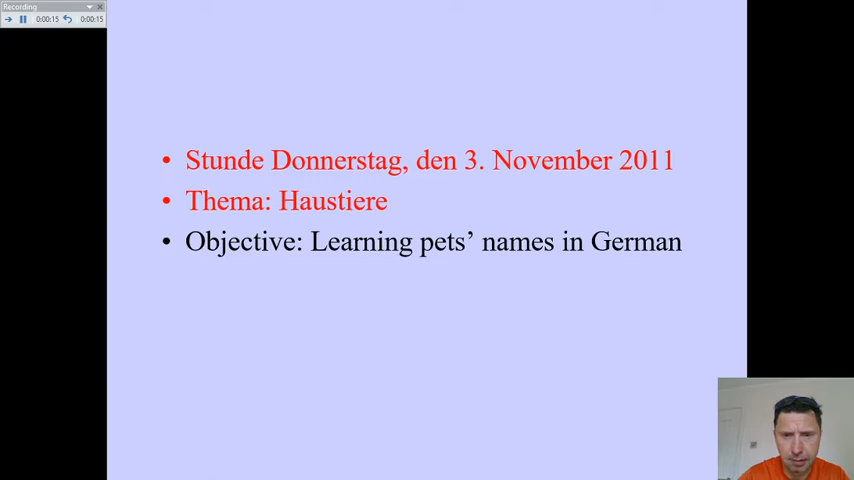 Recording
0:00:15 0:00:15
• Stunde Donnerstag, den 3. November 2011
• Thema: Haustiere
• Objective: Learning pets’ names in German